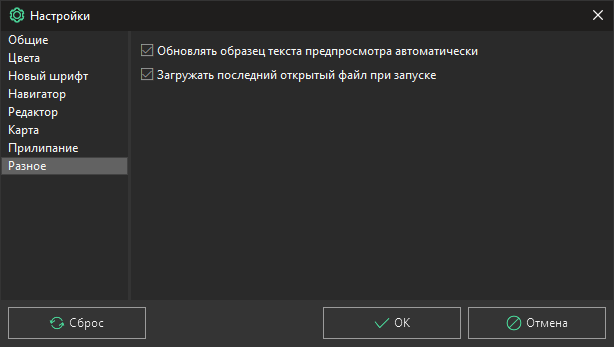 Настройки
Общие
Цвета
Новый шрифт
Навигатор
Редактор
Карта
Прилипание
Разное
Обновлять образец текста предпросмотра автоматически
Загружать последний открытый файл при запуске
Сброс
OK
Отмена